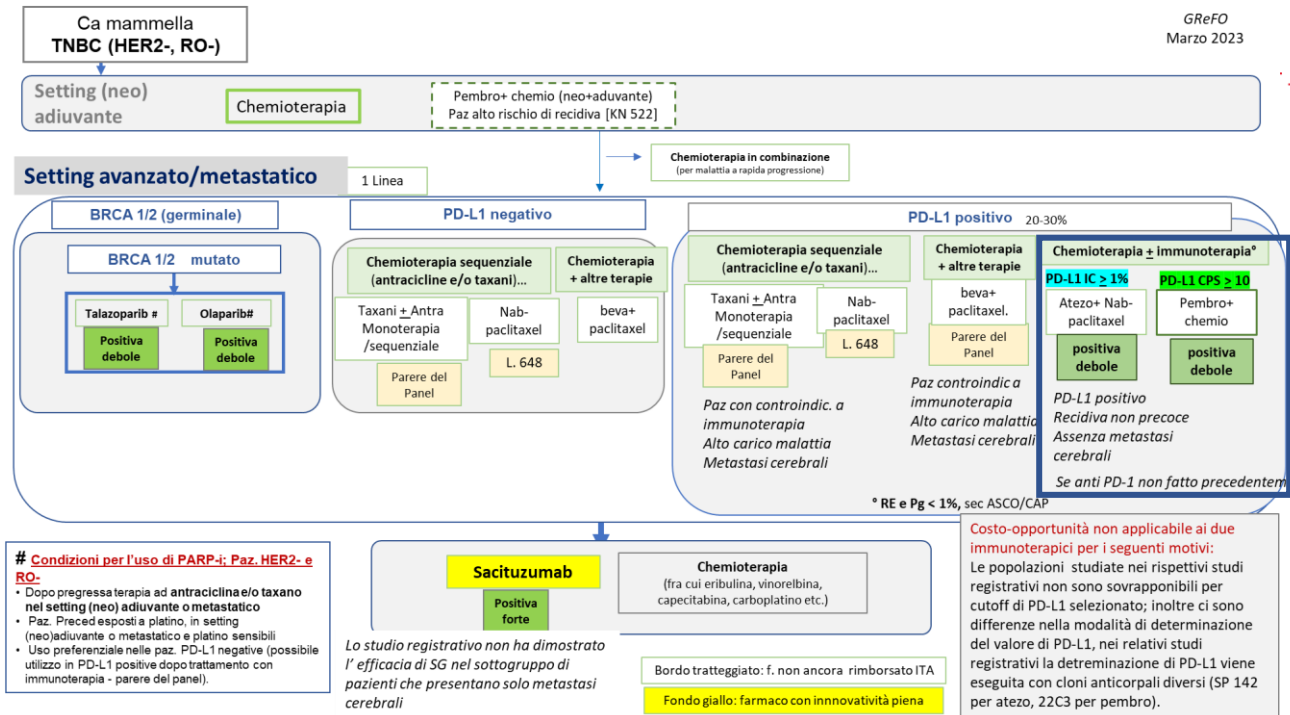 Ca mammella
TNBC (HER2-, RO-)
GReFO
Marzo 2023
Setting (neo)
adiuvante
Chemioterapia
Pembro+ chemio (neo+aduvante)
Paz alto rischio di recidiva [KN 522]
Setting avanzato/metastatico
1 Linea
Chemioterapia in combinazione
(per malattia a rapida progressione)
BRCA 1/2 (germinale)
BRCA 1/2 mutato
Talazoparib #
Positiva
debole
Olaparib#
Positiva
debole
PD-L1 negativo
Chemioterapia sequenziale
(antracicline e/o taxani)...
Taxani + Antra
Monoterapia
/sequenziale
Parere del
Panel
Nab-
paclitaxel
L. 648
Chemioterapia
+ altre terapie
beva+
paclitaxel
PD-L1 positivo 20-30%
Chemioterapia sequenziale
(antracicline e/o taxani)...
Taxani + Antra
Monoterapia
/sequenziale
Parere del
Panel
Nab-
paclitaxel
L. 648
Paz con controindic. a
immunoterapia
Alto carico malattia
Metastasi cerebrali
Chemioterapia
+ altre terapie
beva+
paclitaxel.
Parere del
Panel
Paz controindic a
immunoterapia
Alto carico malattia
Metastasi cerebrali
Chemioterapia + immunoterapia°
PD-L1 IC > 1%
Atezo+ Nab-
paclitaxel
positiva
debole
PD-L1 CPS > 10
Pembro+
chemio
positiva
debole
PD-L1 positivo
Recidiva non precoce
Assenza metastasi
cerebrali
Se anti PD-1 non fatto precedentem
° RE e Pg < 1%, sec ASCO/CAP
# Condizioni per l'uso di PARP-i; Paz. HER2- e
RO-
• Dopo pregressa terapia ad antraciclina e/o taxano
nel setting (neo) adiuvante o metastatico
• Paz. Preced esposti a platino, in setting
(neo)adiuvante o metastatico e platino sensibili
• Uso preferenziale nelle paz. PD-L1 negative (possibile
utilizzo in PD-L1 positive dopo trattamento con
immunoterapia - parere del panel).
Sacituzumab
Positiva
forte
Chemioterapia
(fra cui eribulina, vinorelbina,
capecitabina, carboplatino etc.)
Lo studio registrativo non ha dimostrato
l' efficacia di SG nel sottogruppo di
pazienti che presentano solo metastasi
cerebrali
Bordo tratteggiato: f. non ancora rimborsato ITA
Fondo giallo: farmaco con innnovatività piena
Costo-opportunità non applicabile ai due
immunoterapici per i seguenti motivi:
Le popolazioni studiate nei rispettivi studi
registrativi non sono sovrapponibili per
cutoff di PD-L1 selezionato; inoltre ci sono
differenze nella modalità di determinazione
del valore di PD-L1, nei relativi studi
registrativi la detreminazione di PD-L1 viene
eseguita con cloni anticorpali diversi (SP 142
per atezo, 22C3 per pembro).